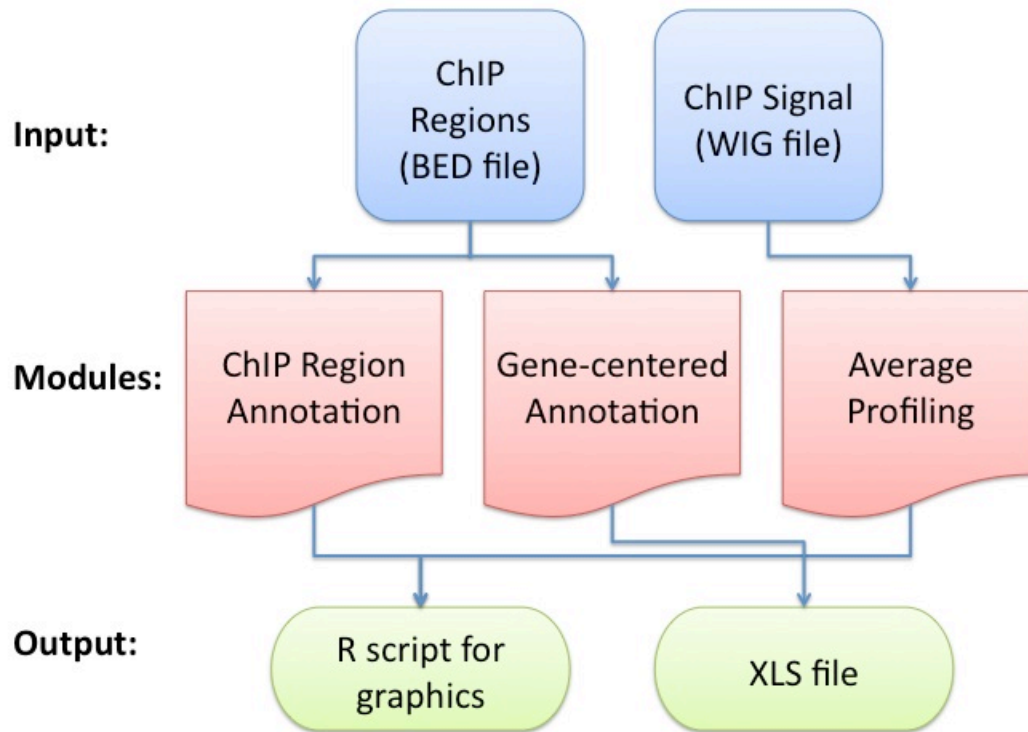 Input:
ChIP
Regions
(BED file)
ChIP Signal
(WIG file)
Modules:
ChIP Region
Annotation
Gene-centered
Annotation
Average
Profiling
Output:
R script for
graphics
XLS file